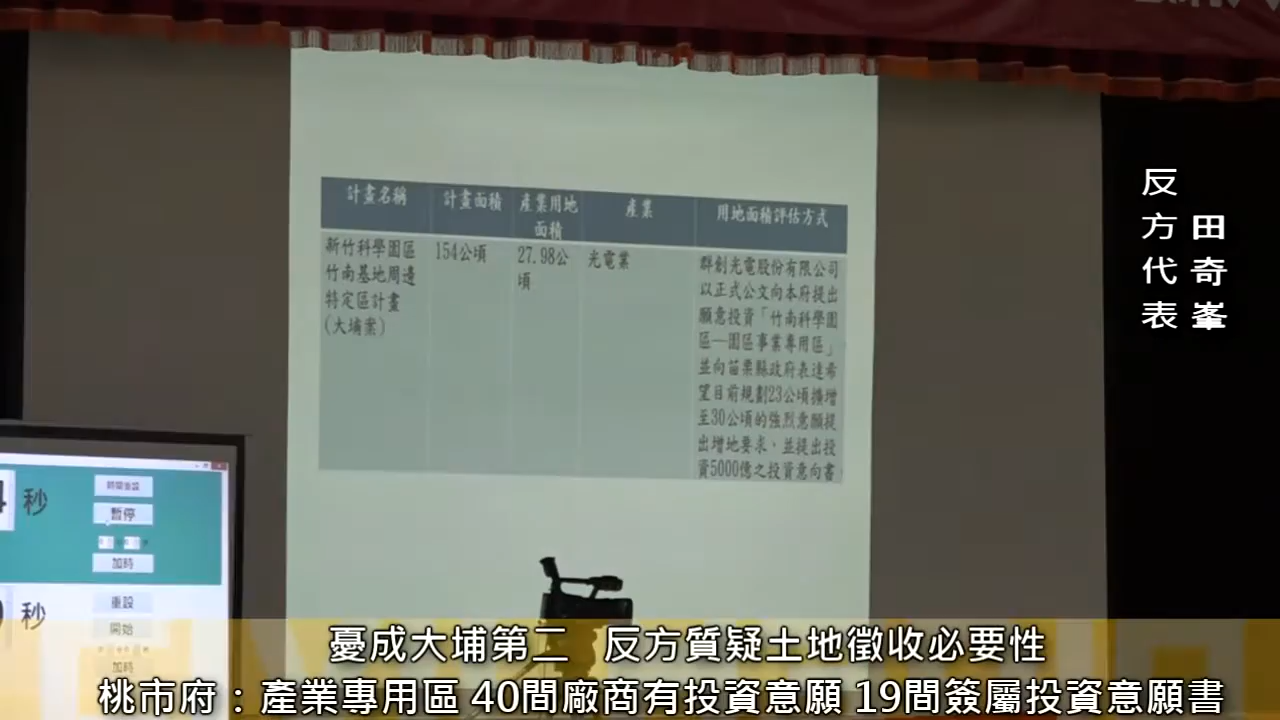 反方代表
田奇峯
計畫名稱
計畫面積
產業用地
面積
產業
用地面積評估方式
新竹科學園區
竹南基地周邊
特定區計畫
(大埔案)
154公頃
27.98公
頃
光電業
群創光電股份有限公司
以正式公文向本府提出
願意投資「竹南科學園
區—園區事業專用區」
並向苗栗縣政府表達希
望目前規劃23公頃擴增
至30公頃的強烈意願提
出增地要求，並提出投
資5000億之投資意向書
秒
時間重設
暫停
加時
秒
重設
開始
加時
憂成大埔第二 反方質疑土地徵收必要性
桃市府：產業專用區 40間廠商有投資意願 19間簽屬投資意願書